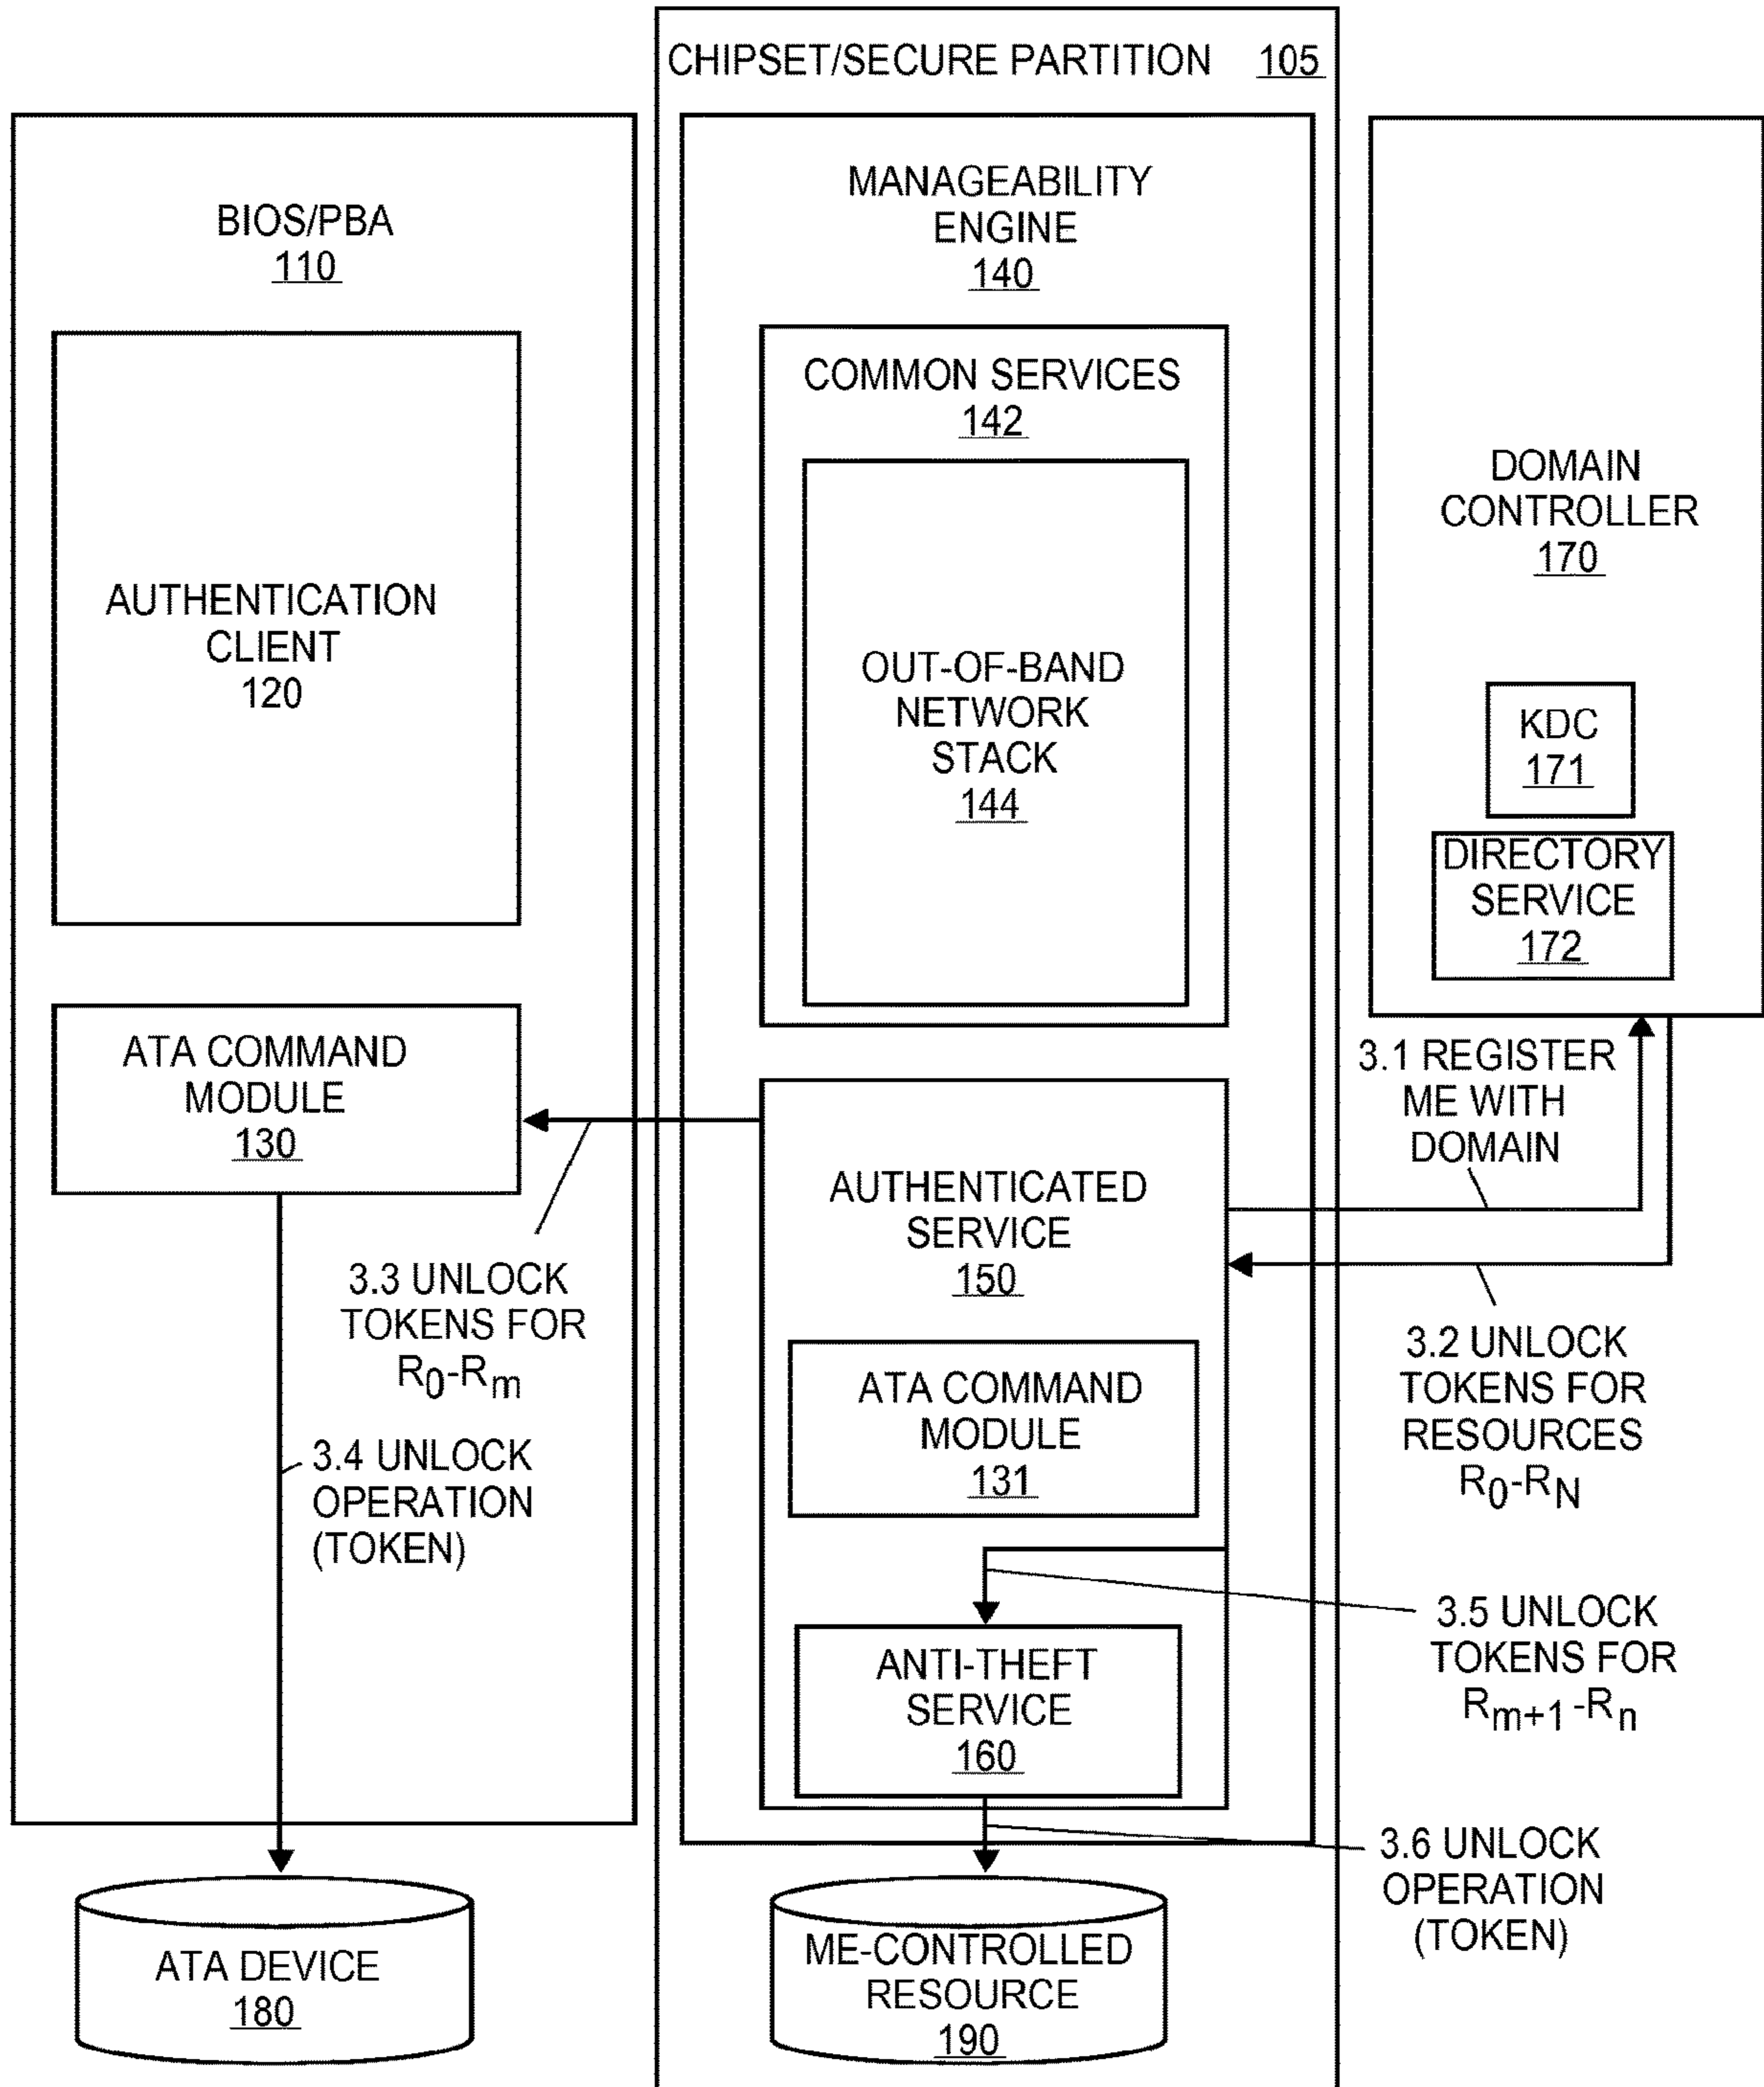 CHIPSET/SECURE PARTITION 105
BIOS/PBA
110
AUTHENTICATION
CLIENT
120
ATA COMMAND
MODULE
130
3.3 UNLOCK
TOKENS FOR
R0-Rm
3.4 UNLOCK
OPERATION
(TOKEN)
ATA DEVICE
180
MANAGEABILITY
ENGINE
140
COMMON SERVICES
142
OUT-OF-BAND
NETWORK
STACK
144
AUTHENTICATED
SERVICE
150
ATA COMMAND
MODULE
131
ANTI-THEFT
SERVICE
160
ME-CONTROLLED
RESOURCE
190
DOMAIN
CONTROLLER
170
KDC
171
DIRECTORY
SERVICE
172
3.1 REGISTER
ME WITH
DOMAIN
3.2 UNLOCK
TOKENS FOR
RESOURCES
R0-RN
3.5 UNLOCK
TOKENS FOR
Rm+1-Rn
3.6 UNLOCK
OPERATION
(TOKEN)